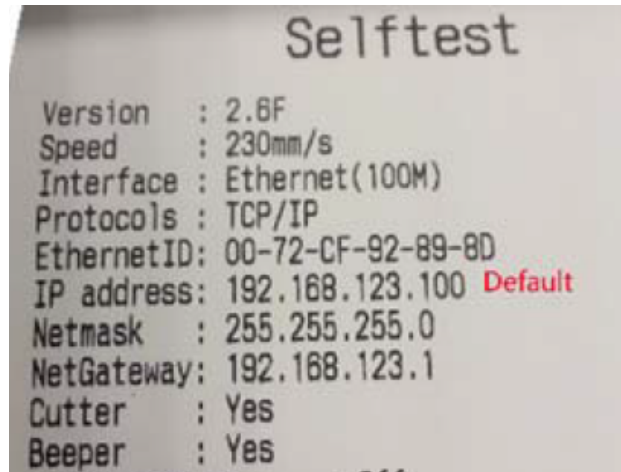 Selftest
Version : 2.6F
Speed : 230mm/s
Interface : Ethernet(100M)
Protocols : TCP/IP
EthernetID: 00-72-CF-92-89-8D
IP address: 192.168.123.100 Default
Netmask : 255.255.255.0
NetGateway: 192.168.123.1
Cutter : Yes
Beeper : Yes